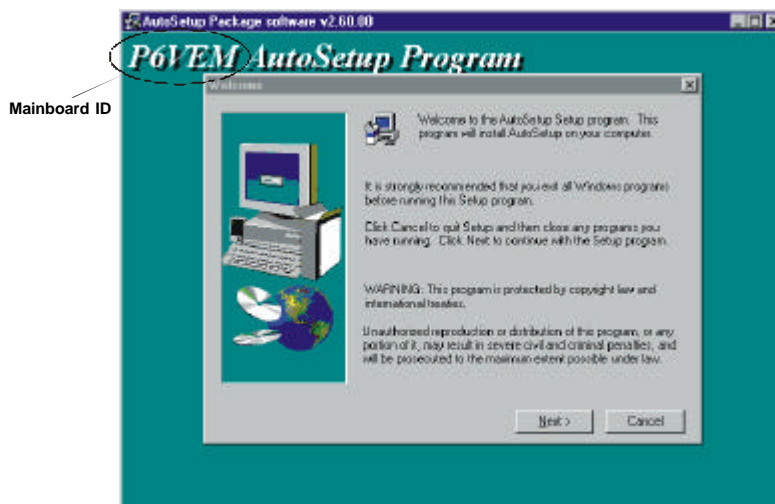 AutoSetup Package software v2.60.00
P6VEM AutoSetup Program
Mainboard ID
Welcome
Welcome to the AutoSetup Setup program. This
program will install AutoSetup on your computer.
It is strongly recommended that you exit all Windows programs
before running this Setup program.
Click Cancel to quit Setup and then close any programs you
have running. Click Next to continue with the Setup program.
WARNING: This program is protected by copyright law and
international treaties.
Unauthorized reproduction or distribution of this program, or any
portion of it, may result in severe civil and criminal penalties, and
will be prosecuted to the maximum extent possible under law.
Next >
Cancel